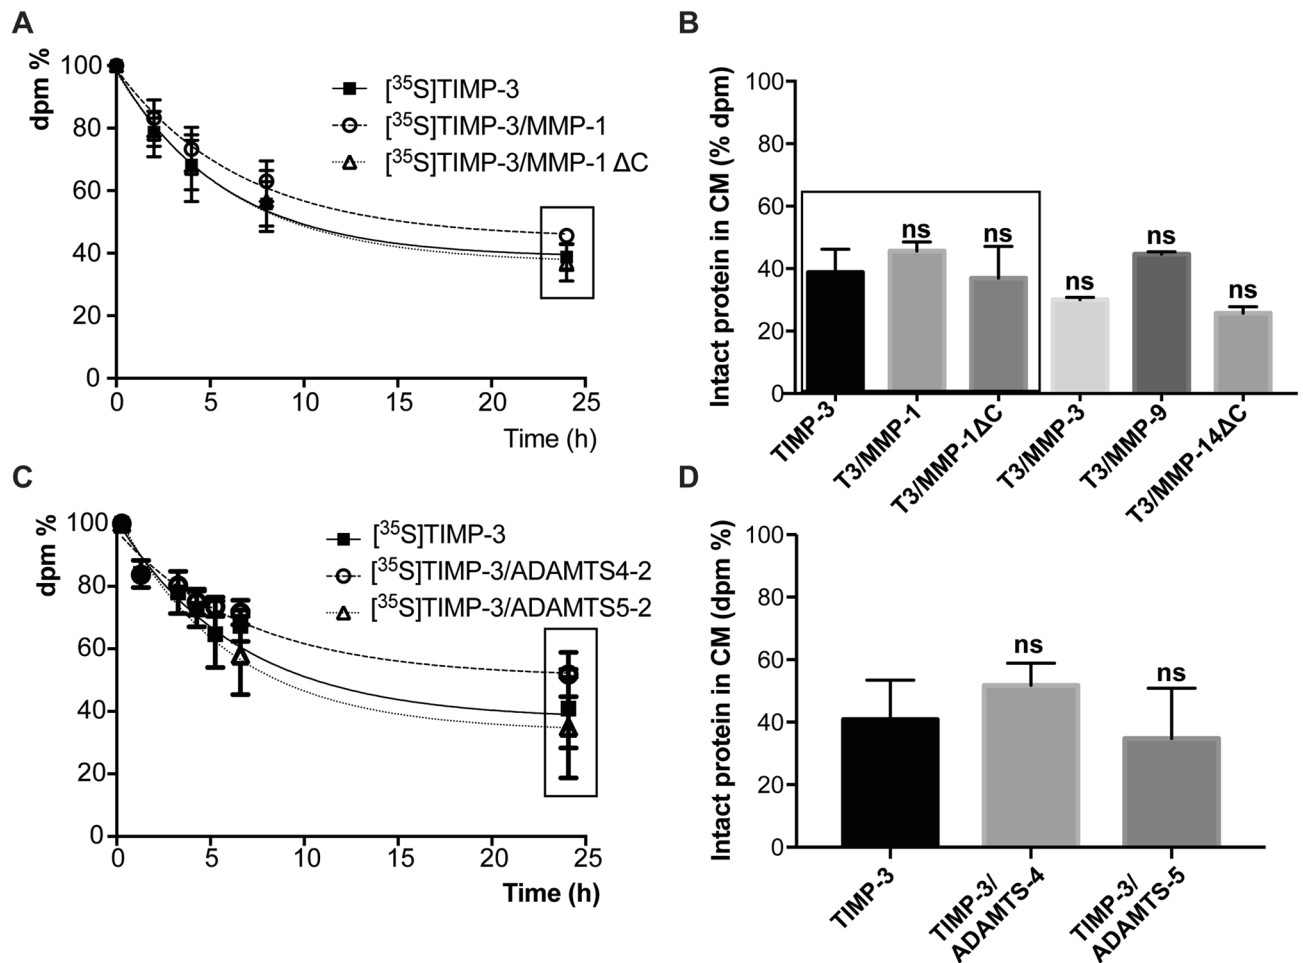 A
dpm %
100
80
60
40
20
0
0 5 10 15 20 25
Time (h)
[³⁵S]TIMP-3
[³⁵S]TIMP-3/MMP-1
[³⁵S]TIMP-3/MMP-1 ΔC
B
Intact protein in CM (% dpm)
100
80
60
40
20
0
ns
ns
ns
ns
ns
TIMP-3
T3/MMP-1
T3/MMP-1ΔC
T3/MMP-3
T3/MMP-9
T3/MMP-14ΔC
C
dpm %
100
80
60
40
20
0
0 5 10 15 20 25
Time (h)
[³⁵S]TIMP-3
[³⁵S]TIMP-3/ADAMTS4-2
[³⁵S]TIMP-3/ADAMTS5-2
D
Intact protein in CM (dpm %)
100
80
60
40
20
0
ns
ns
TIMP-3
TIMP-3/
ADAMTS-4
TIMP-3/
ADAMTS-5